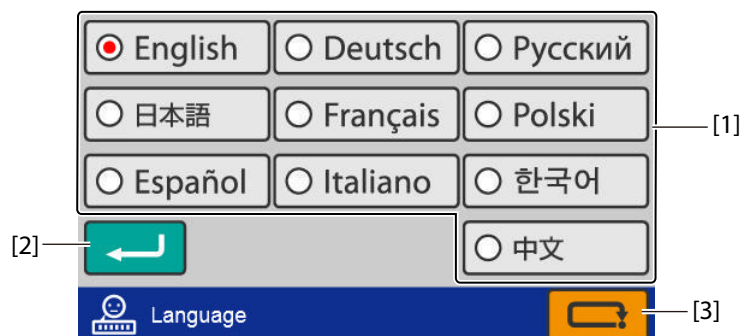 English Deutsch Русский
日本語 Français Polski [1]
Español Italiano 한국어
[2] 中文
Language [3]